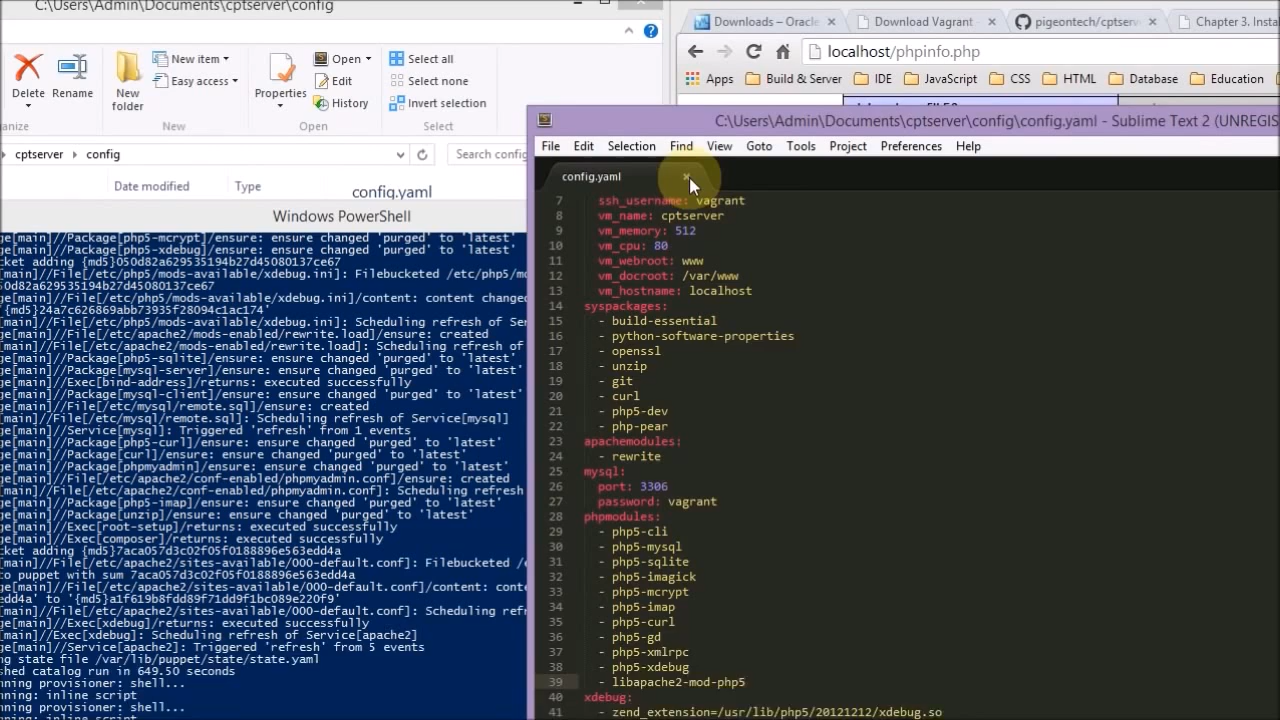 C:\Users\Admin\Documents\cptserver\config
Delete
Rename
New item
Easy access
New folder
Properties
Open
Edit
History
Select all
Select none
Invert selection
anize
New
Open
Select
cptserver
config
Search config
Date modified
Type
config.yaml
Windows PowerShell
ge[main]//Package[php5-mcrypt]/ensure: ensure changed 'purged' to 'latest'
ge[main]//Package[php5-xdebug]/ensure: ensure changed 'purged' to 'latest'
cket adding {md5}050d82a629535194b27d45080137ce67
ge[main]//File[/etc/php5/mods-available/xdebug.ini]: Filebucketed /etc/php5/mo
50d82a629535194b27d45080137ce67
ge[main]//File[/etc/php5/mods-available/xdebug.ini]/content: content changed
'{md5}24a7c626869abb73935f28094c1ac174'
ge[main]//File[/etc/php5/mods-available/xdebug.ini]: Scheduling refresh of Ser
ge[main]//File[/etc/apache2/mods-enabled/rewrite.load]/ensure: created
ge[main]//File[/etc/apache2/mods-enabled/rewrite.load]: Scheduling refresh of
ge[main]//Package[php5-sqlite]/ensure: ensure changed 'purged' to 'latest'
ge[main]//Package[mysql-server]/ensure: ensure changed 'purged' to 'latest'
ge[main]//Exec[bind-address]/returns: executed successfully
ge[main]//Package[mysql-client]/ensure: ensure changed 'purged' to 'latest'
ge[main]//File[/etc/mysql/remote.sql]/ensure: created
ge[main]//File[/etc/mysql/remote.sql]: Scheduling refresh of Service[mysql]
ge[main]//Service[mysql]: Triggered 'refresh' from 1 events
ge[main]//Package[php5-curl]/ensure: ensure changed 'purged' to 'latest'
ge[main]//Package[curl]/ensure: ensure changed 'purged' to 'latest'
ge[main]//Package[phpmyadmin]/ensure: ensure changed 'purged' to 'latest'
ge[main]//File[/etc/apache2/conf-enabled/phpmyadmin.conf]/ensure: created
ge[main]//File[/etc/apache2/conf-enabled/phpmyadmin.conf]: Scheduling refresh
ge[main]//Package[php5-imap]/ensure: ensure changed 'purged' to 'latest'
ge[main]//Package[unzip]/ensure: ensure changed 'purged' to 'latest'
ge[main]//Exec[root-setup]/returns: executed successfully
ge[main]//Exec[composer]/returns: executed successfully
cket adding {md5}7aca057d3c02f05f0188896e563edd4a
ge[main]//File[/etc/apache2/sites-available/000-default.conf]: Filebucketed /e
to puppet with sum 7aca057d3c02f05f0188896e563edd4a
ge[main]//File[/etc/apache2/sites-available/000-default.conf]/content: conte
edd4a' to '{md5}a1f619b8fdd89f71dd9f1bc089e220f9'
ge[main]//File[/etc/apache2/sites-available/000-default.conf]: Scheduling refr
ge[main]//Exec[xdebug]/returns: executed successfully
ge[main]//Exec[xdebug]: Scheduling refresh of Service[apache2]
ge[main]//Service[apache2]: Triggered 'refresh' from 5 events
ng state file /var/lib/puppet/state/state.yaml
shed catalog run in 649.50 seconds
nning provisioner: shell...
nning: inline script
nning provisioner: shell...
nning: inline script
Downloads – Oracle
Download Vagrant -
pigeontech/cptserv
Chapter 3. Insta
localhost/phpinfo.php
Apps
Build & Server
IDE
JavaScript
CSS
HTML
Database
Education
C:\Users\Admin\Documents\cptserver\config\config.yaml - Sublime Text 2 (UNREGIS
File Edit Selection Find View Goto Tools Project Preferences Help
config.yaml
7 ssh_username: vagrant
8 vm_name: cptserver
9 vm_memory: 512
10 vm_cpu: 80
11 vm_webroot: www
12 vm_docroot: /var/www
13 vm_hostname: localhost
14 syspackages:
15 - build-essential
16 - python-software-properties
17 - openssl
18 - unzip
19 - git
20 - curl
21 - php5-dev
22 - php-pear
23 apachemodules:
24 - rewrite
25 mysql:
26 port: 3306
27 password: vagrant
28 phpmodules:
29 - php5-cli
30 - php5-mysql
31 - php5-sqlite
32 - php5-imagick
33 - php5-mcrypt
34 - php5-imap
35 - php5-curl
36 - php5-gd
37 - php5-xmlrpc
38 - php5-xdebug
39 - libapache2-mod-php5
40 xdebug:
41 - zend_extension=/usr/lib/php5/20121212/xdebug.so